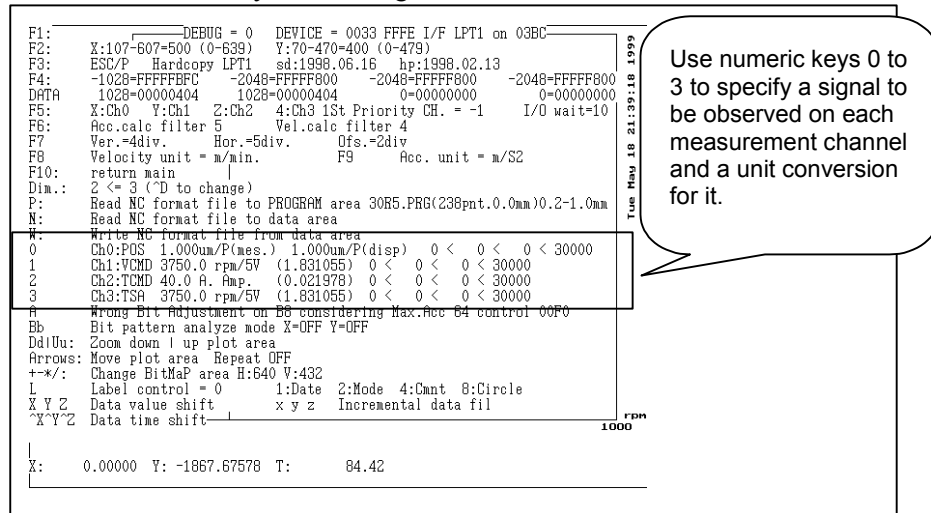 F1: DEBUG = 0 DEVICE = 0033 FFFE I/F LPT1 on 03BC
F2: X:107-607=500 (0-639) Y:70-470=400 (0-479)
F3: ESC/P Hardcopy LPT1 sd:1998.06.16 hp:1998.02.13
F4: -1028=FFFFFBFC -2048=FFFFF800 -2048=FFFFF800 -2048=FFFFF800
DATA 1028=00000404 1028=00000404 0=00000000 0=00000000
F5: X:Ch0 Y:Ch1 Z:Ch2 4:Ch3 1St Priority CH. = -1 I/O wait=10
F6: Acc.calc filter 5 Vel.calc filter 4
F7 Ver.=4div. Hor.=5div. Ofs.=2div
F8 Velocity unit = m/min. F9 Acc. unit = m/S2
F10: return main
Dim.: 2 <= 3 (^D to change)
P: Read NC format file to PROGRAM area 30R5.PRG(238pnt.0.0mm)0.2-1.0mm
N: Read NC format file to data area
W: Write NC format file from data area
0 Ch0:POS 1.000um/P(mes.) 1.000um/P(disp) 0 < 0 < 0 < 30000
1 Ch1:VCMD 3750.0 rpm/5V (1.831055) 0 < 0 < 0 < 30000
2 Ch2:TCMD 40.0 A. Amp. (0.021978) 0 < 0 < 0 < 30000
3 Ch3:TSA 3750.0 rpm/5V (1.831055) 0 < 0 < 0 < 30000
A Wrong Bit Adjustment on B8 considering Max.Acc 64 control 00F0
Bb Bit pattern analyze mode X=OFF Y=OFF
Dd|Uu: Zoom down | up plot area
Arrows: Move plot area Repeat OFF
+-*/: Change BitMaP area H:640 V:432
L Label control = 0 1:Date 2:Mode 4:Cmnt 8:Circle
X Y Z Data value shift x y z Incremental data fil
^X^Y^Z Data time shift
rpm
1000
X: 0.00000 Y: -1867.67578 T: 84.42
Tue May 18 21:39:18 1999
Use numeric keys 0 to
3 to specify a signal to
be observed on each
measurement channel
and a unit conversion
for it.